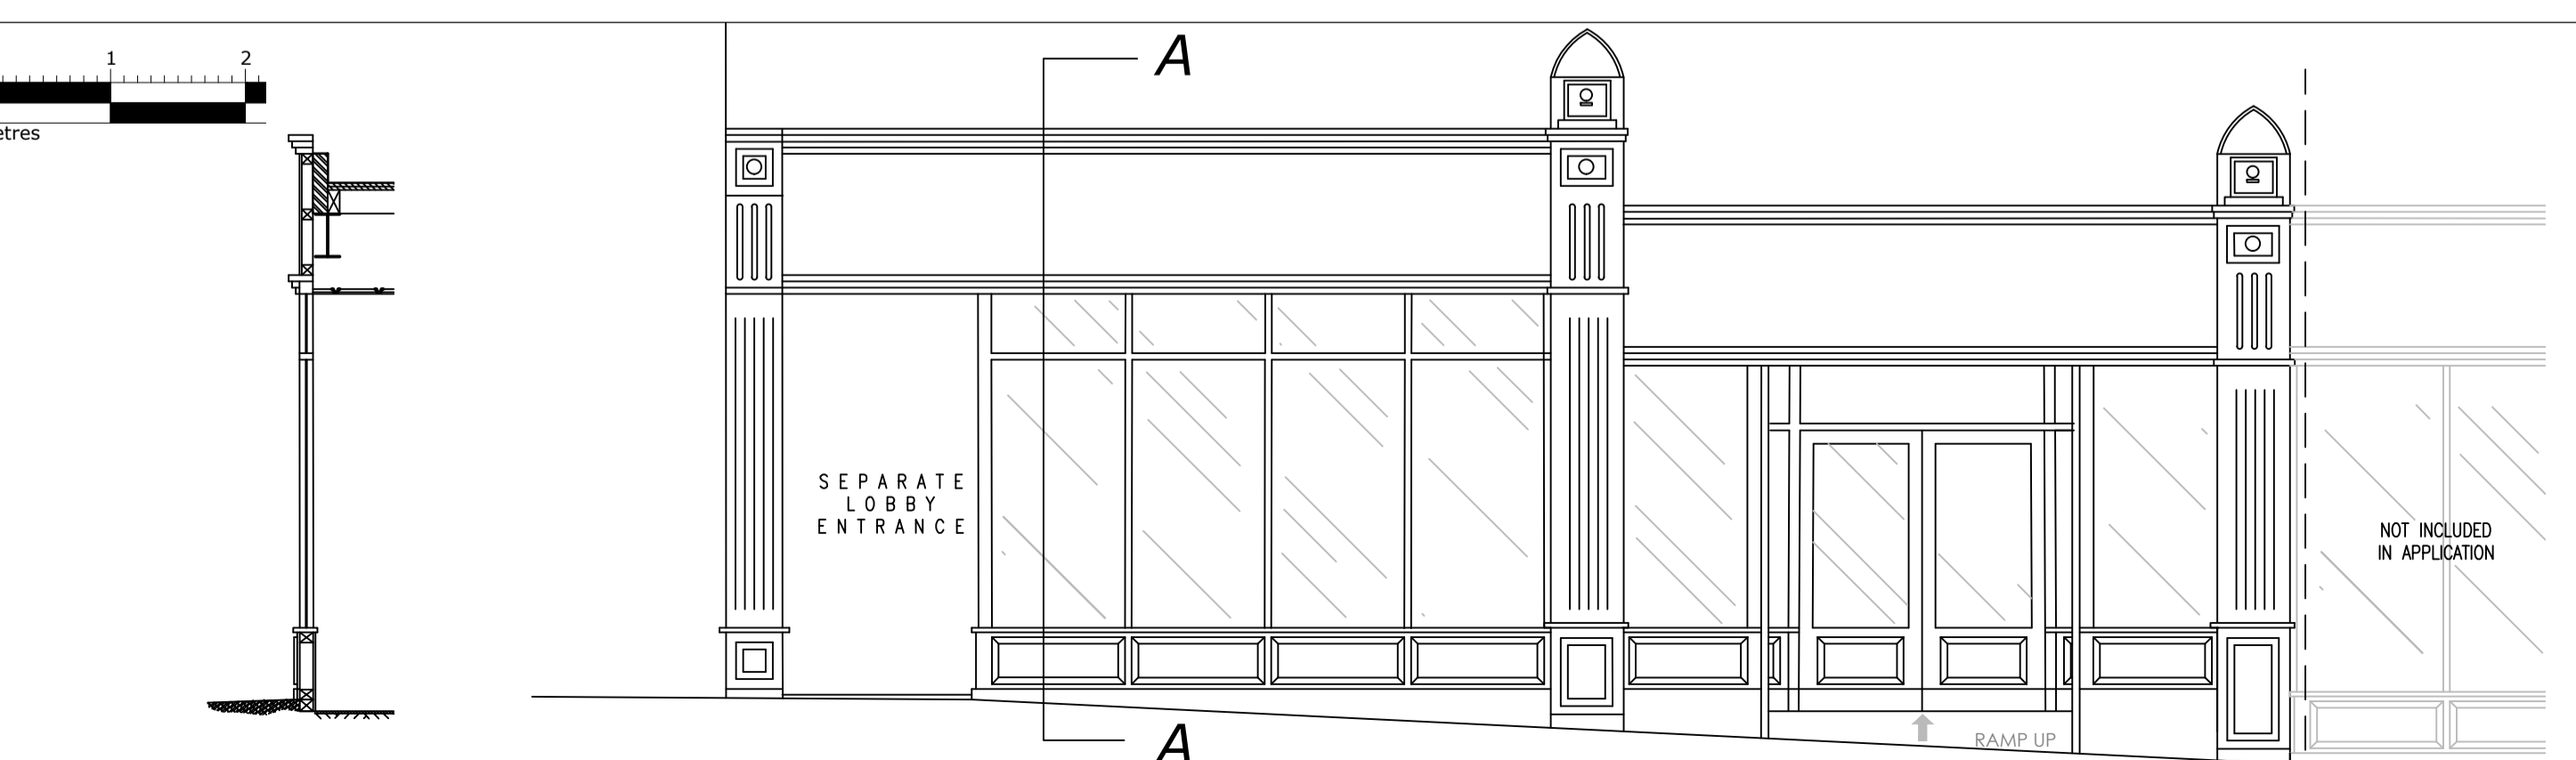 1 2
etres
A
SEPARATE
LOBBY
ENTRANCE
NOT INCLUDED
IN APPLICATION
RAMP UP
A